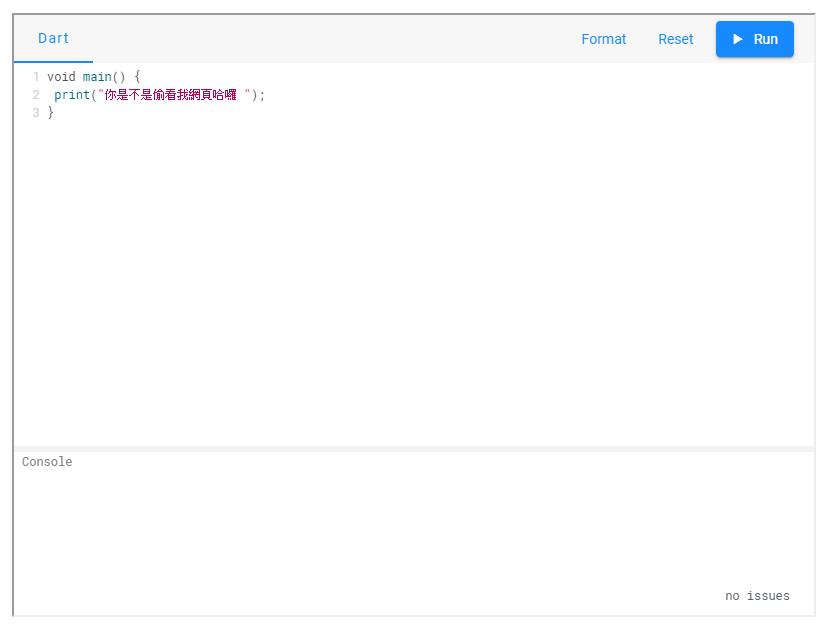 Dart
Format
Reset
Run
1 void main() {
2 print("你是不是偷看我網頁哈囉 ");
3 }
Console
no issues